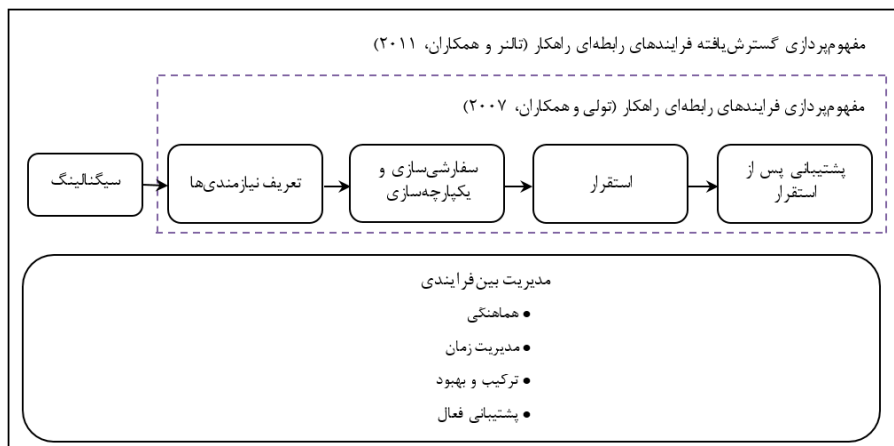 مفهوم‌پردازی گسترش‌یافته فرایندهای رابطه‌ای راهکار (تالنر و همکاران، ۲۰۱۱)
مفهوم‌پردازی فرایندهای رابطه‌ای راهکار (تولی و همکاران، ۲۰۰۷)
سیگنالینگ
تعریف نیازمندی‌ها
سفارشی‌سازی و
یکپارچه‌سازی
استقرار
پشتیبانی پس از
استقرار
مدیریت بین‌فرایندی
• هماهنگی
• مدیریت زمان
• ترکیب و بهبود
• پشتیبانی فعال